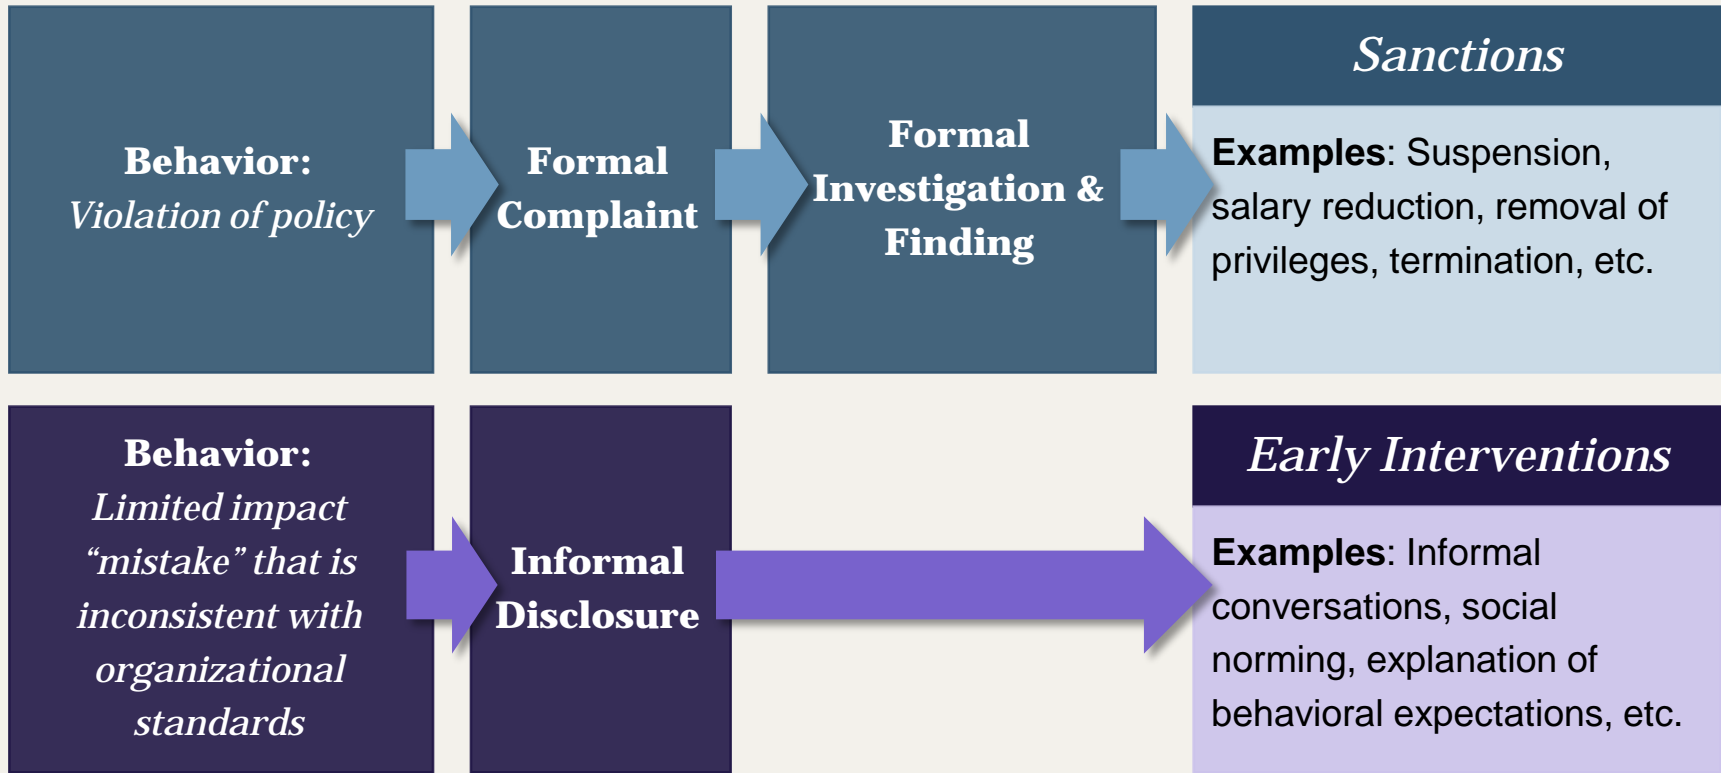 Behavior:
Violation of policy
Formal
Complaint
Formal
Investigation &
Finding
Sanctions
Examples: Suspension,
salary reduction, removal of
privileges, termination, etc.
Behavior:
Limited impact
“mistake” that is
inconsistent with
organizational
standards
Informal
Disclosure
Early Interventions
Examples: Informal
conversations, social
norming, explanation of
behavioral expectations, etc.